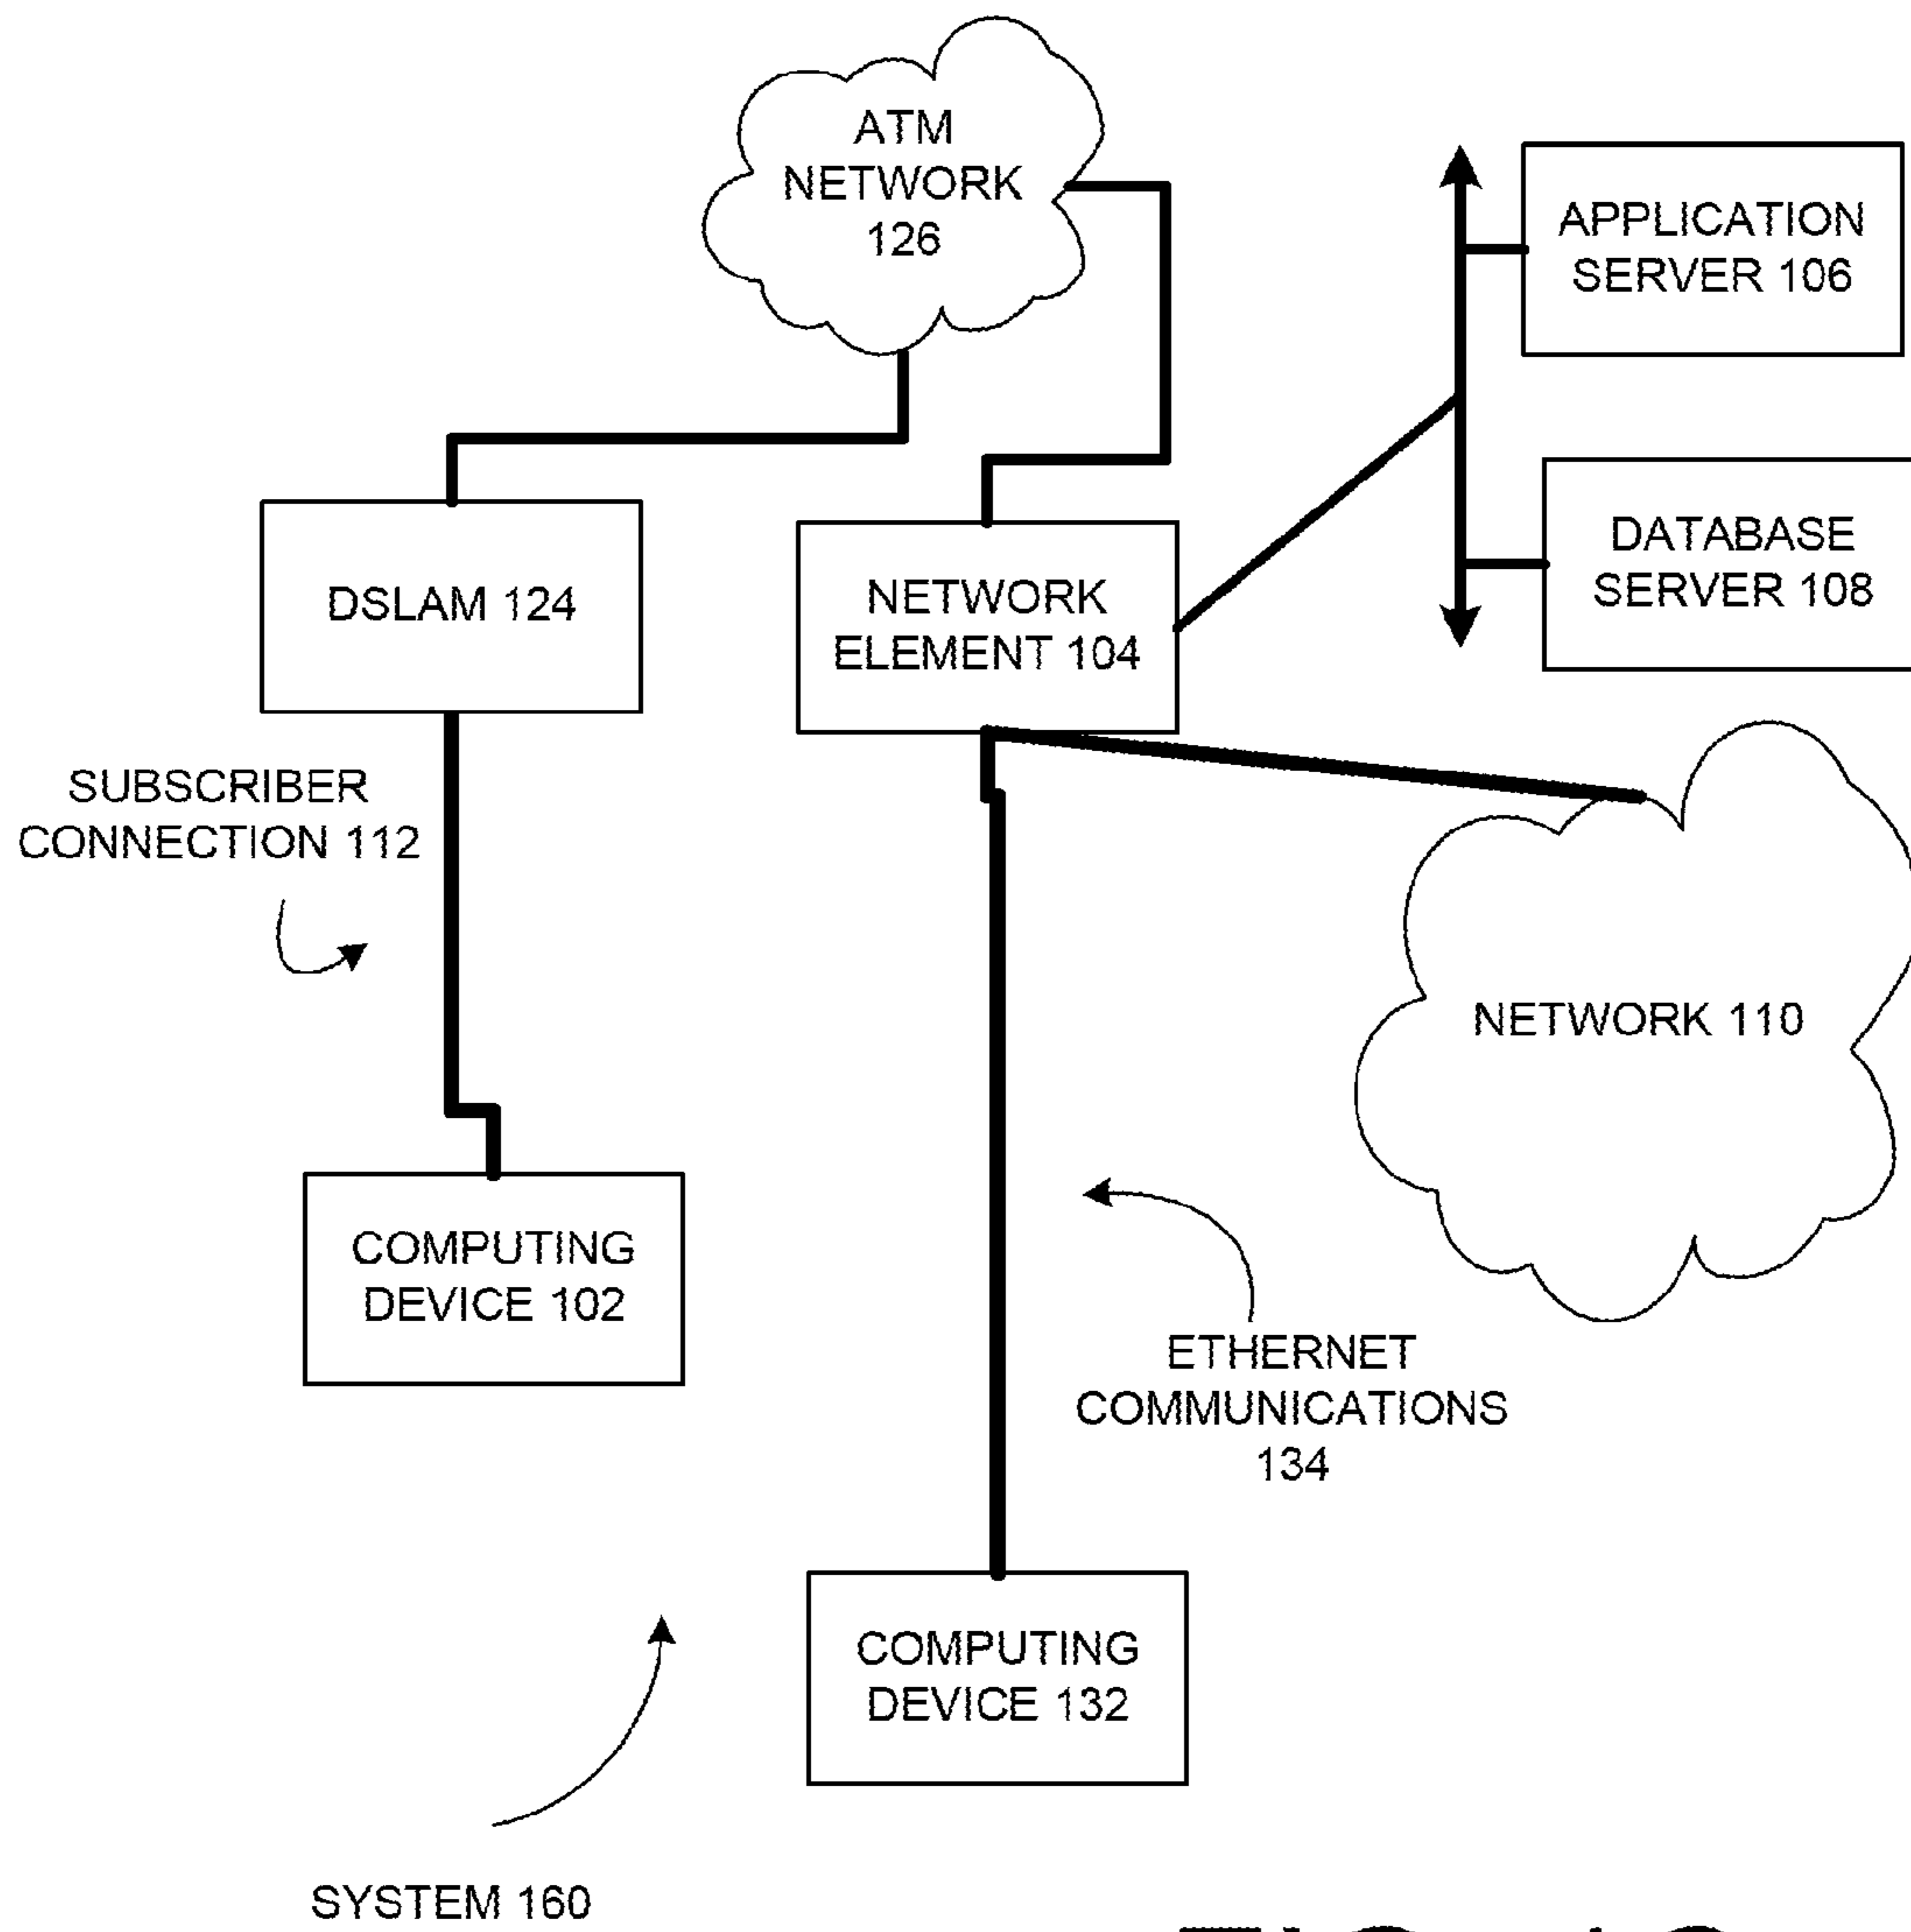 ATM
NETWORK
126
APPLICATION
SERVER 106
DATABASE
SERVER 108
DSLAM 124
NETWORK
ELEMENT 104
SUBSCRIBER
CONNECTION 112
NETWORK 110
COMPUTING
DEVICE 102
ETHERNET
COMMUNICATIONS
134
COMPUTING
DEVICE 132
SYSTEM 160